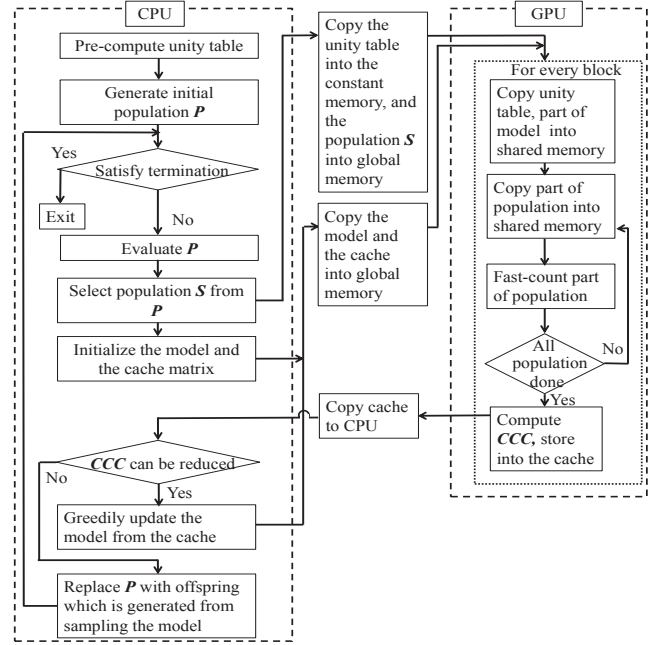 CPU
Pre-compute unity table
Generate initial
population P
Yes
Satisfy termination
Exit
No
Evaluate P
Select population S from
P
Initialize the model and
the cache matrix
CCC can be reduced
No
Yes
Greedily update the
model from the cache
Replace P with offspring
which is generated from
sampling the model
Copy the
unity table
into the
constant
memory, and
the
population S
into global
memory
Copy the
model and
the cache
into global
memory
Copy cache
to CPU
GPU
For every block
Copy unity
table, part of
model into
shared memory
Copy part of
population into
shared memory
Fast-count part
of population
No
All
population
done
Yes
Compute
CCC, store
into the cache